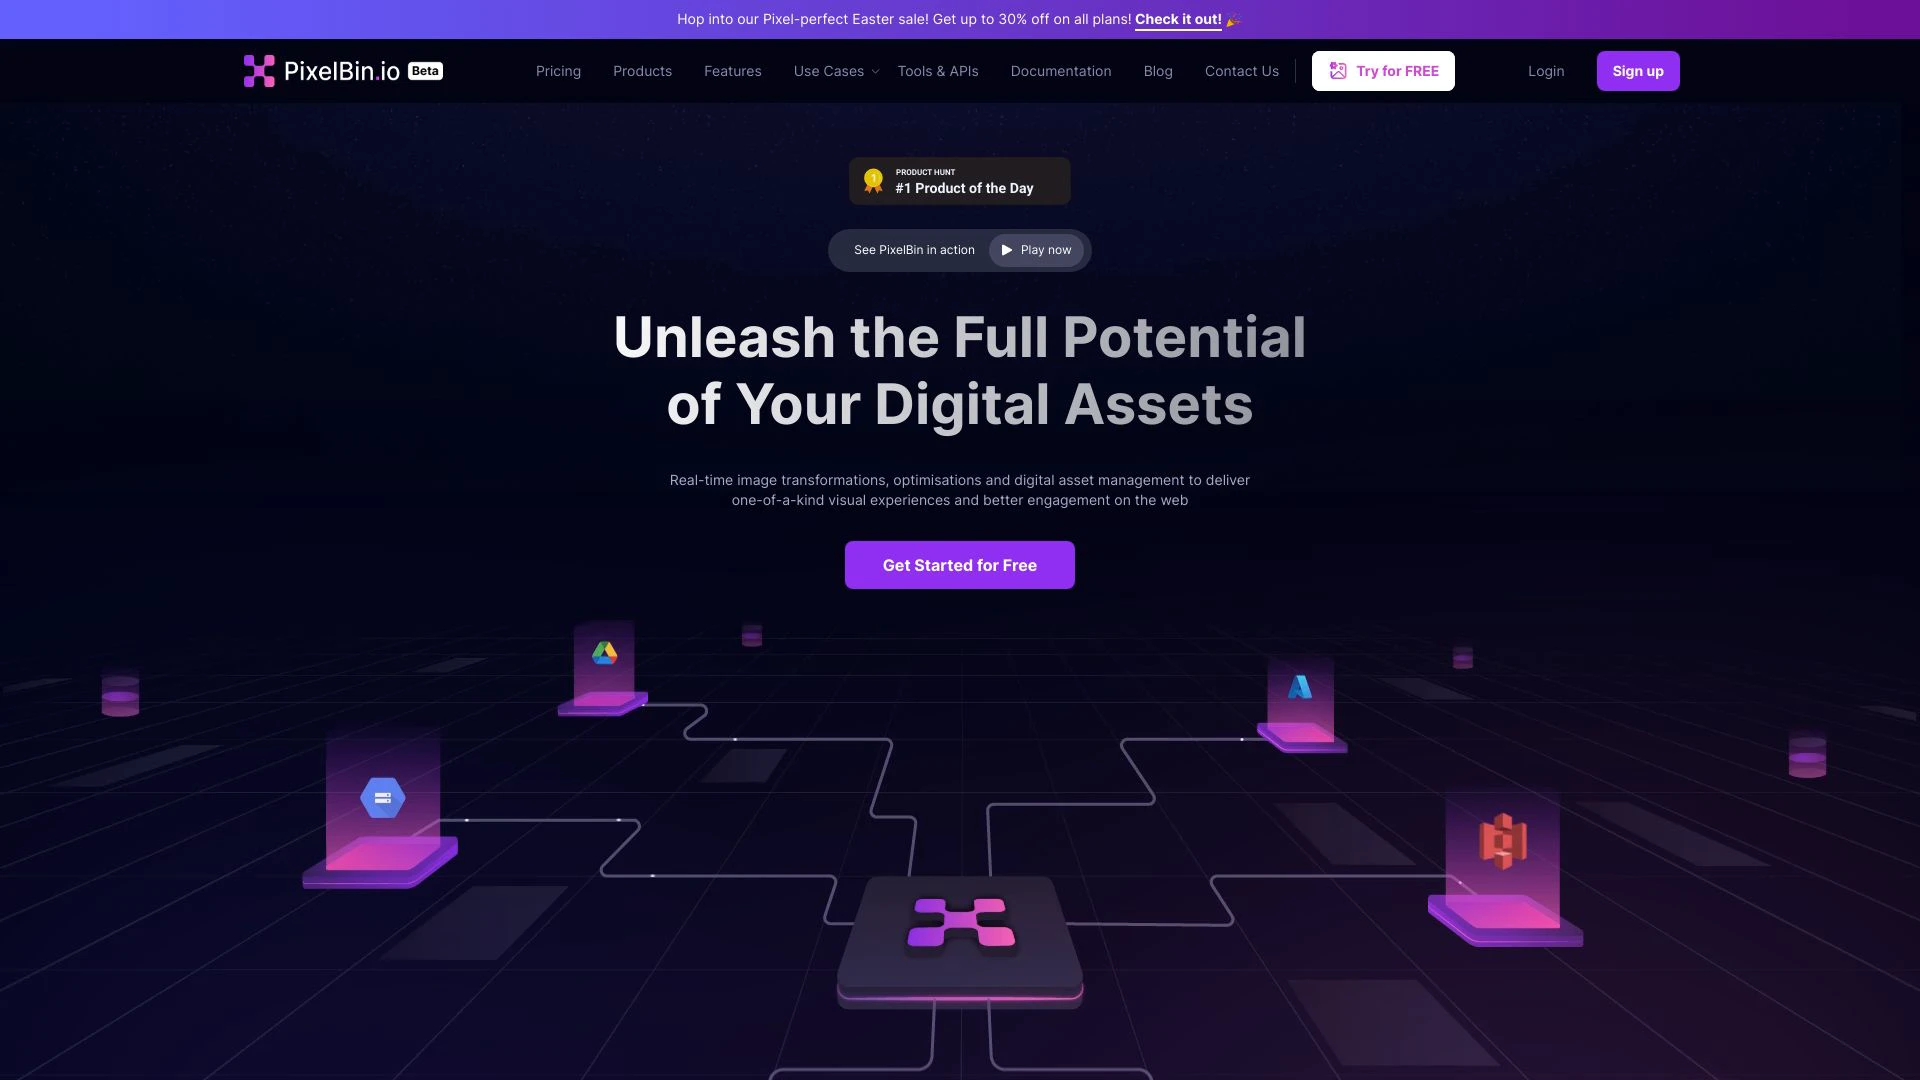 Hop into our Pixel-perfect Easter sale! Get up to 30% off on all plans! Check it out! 🎉
PixelBin.io Beta
Pricing
Products
Features
Use Cases
Tools & APIs
Documentation
Blog
Contact Us
Try for FREE
Login
Sign up
1
PRODUCT HUNT
#1 Product of the Day
See PixelBin in action
Play now
Unleash the Full Potential
of Your Digital Assets
Real-time image transformations, optimisations and digital asset management to deliver
one-of-a-kind visual experiences and better engagement on the web
Get Started for Free